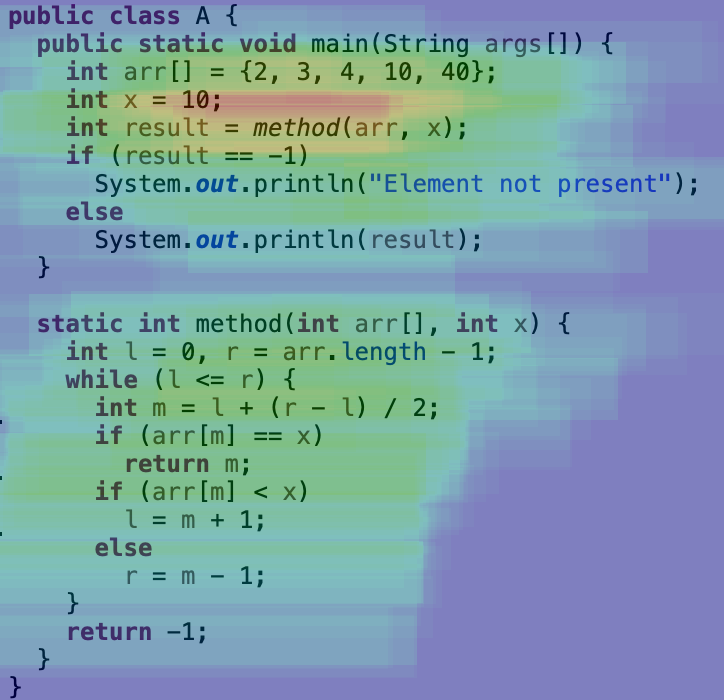 public class A {
  public static void main(String args[]) {
    int arr[] = {2, 3, 4, 10, 40};
    int x = 10;
    int result = method(arr, x);
    if (result == -1)
      System.out.println("Element not present");
    else
      System.out.println(result);
  }
  static int method(int arr[], int x) {
    int l = 0, r = arr.length - 1;
    while (l <= r) {
      int m = l + (r - l) / 2;
      if (arr[m] == x)
        return m;
      if (arr[m] < x)
        l = m + 1;
      else
        r = m - 1;
    }
    return -1;
  }
}